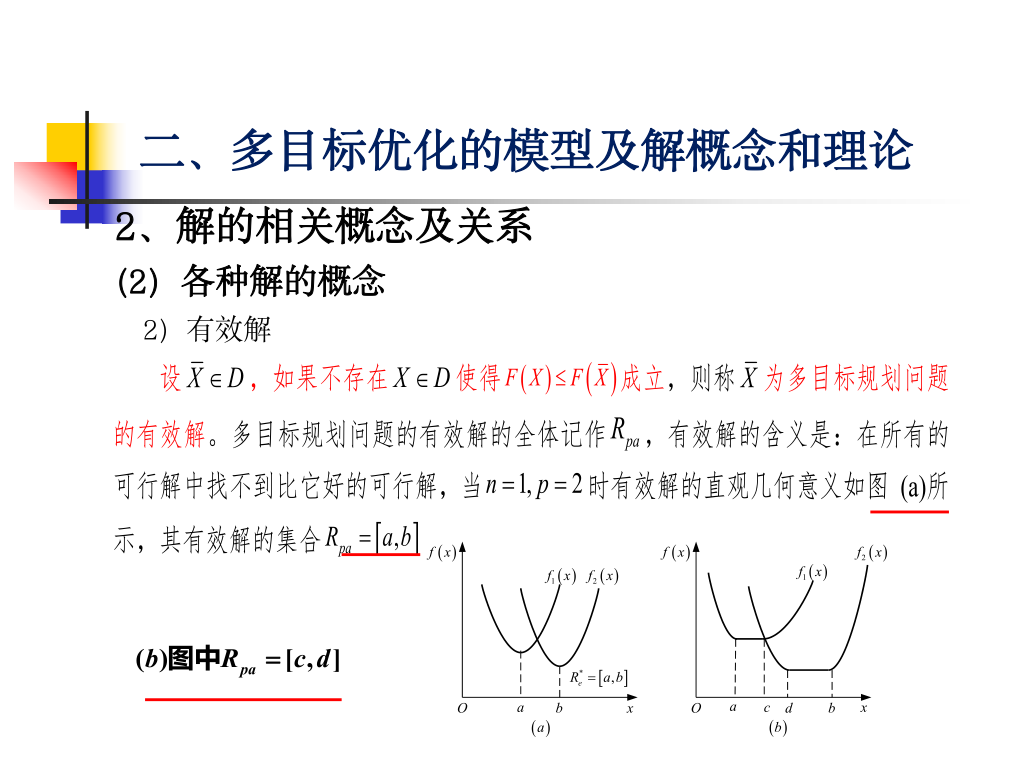 二、多目标优化的模型及解概念和理论
2、解的相关概念及关系
(2) 各种解的概念
2) 有效解
设 X̅ ∈ D ，如果不存在 X ∈ D 使得 F(X) ≤ F(X̅) 成立，则称 X̅ 为多目标规划问题
的有效解。多目标规划问题的有效解的全体记作 R_pa ，有效解的含义是：在所有的
可行解中找不到比它好的可行解，当 n = 1, p = 2 时有效解的直观几何意义如图 (a)所
示，其有效解的集合 R_pa = [a,b]
(b)图中R_pa = [c, d]
f(x)
f₁(x) f₂(x)
R_e^* = [a,b]
O a b x
(a)
f(x)
f₂(x)
f₁(x)
O a c d b x
(b)